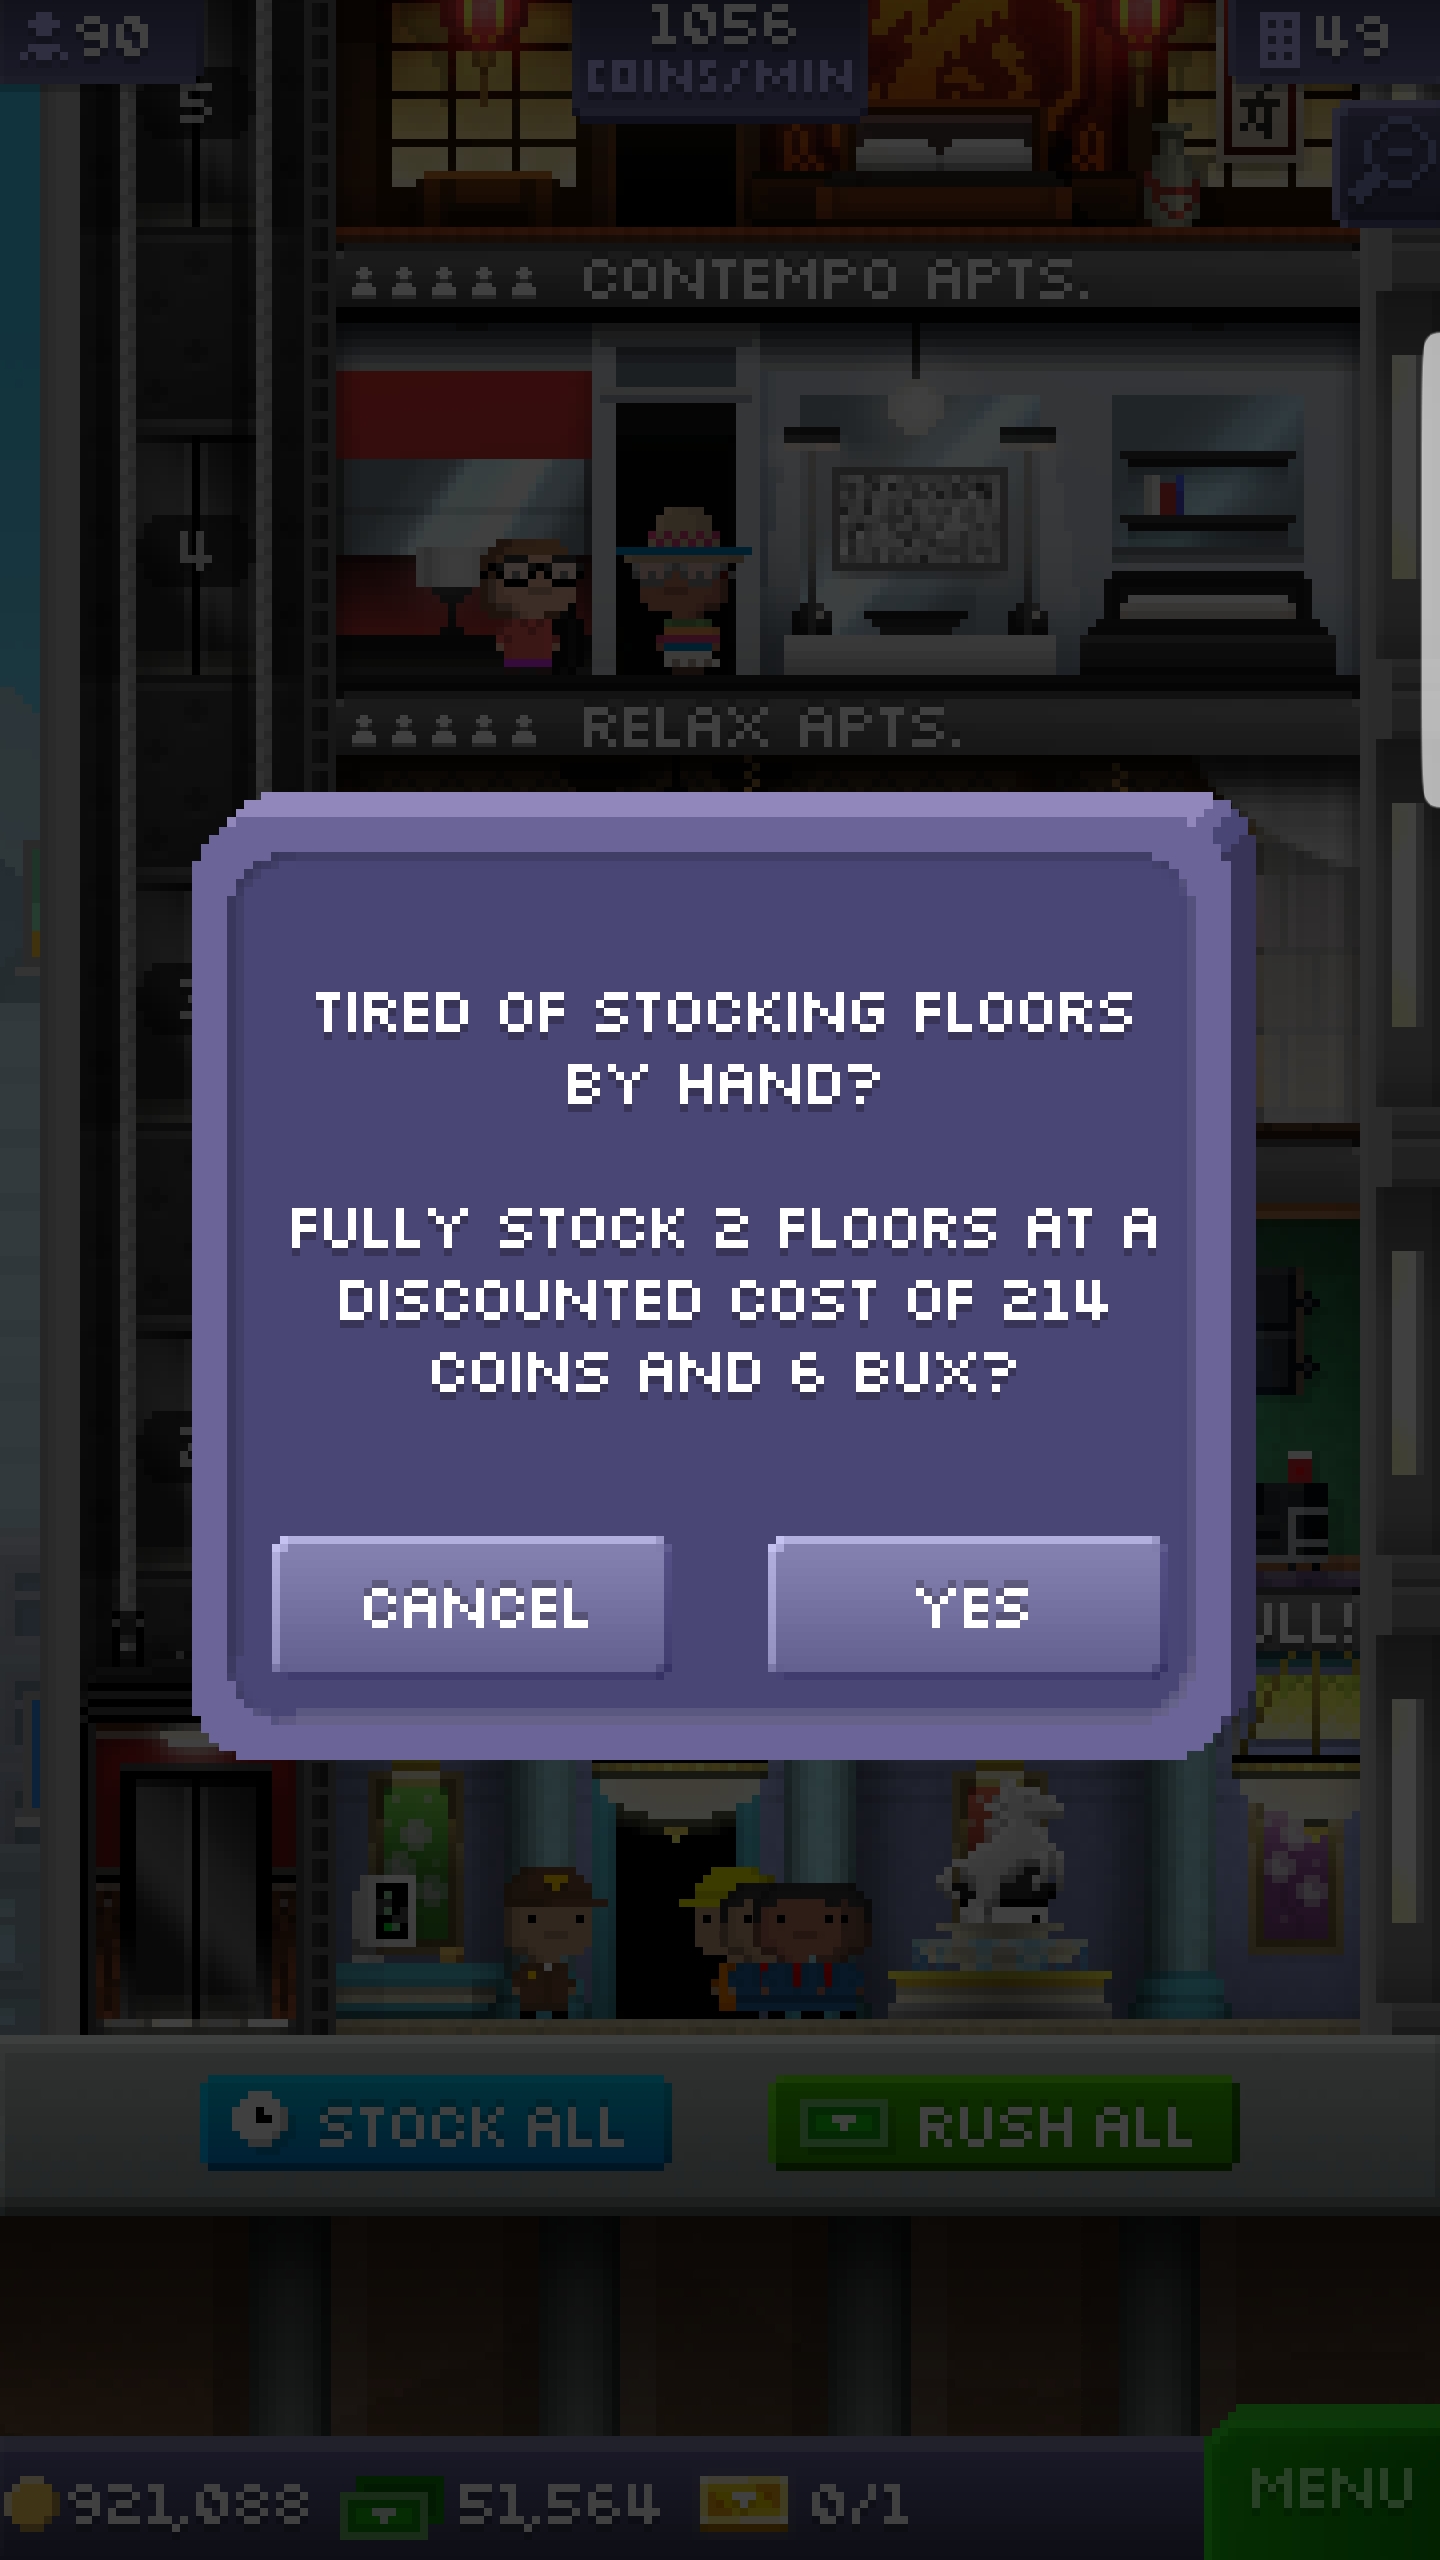 90
1056
COINS/MIN
49
5
CONTEMPO APTS.
4
RELAX APTS.
TIRED OF STOCKING FLOORS
BY HAND?
FULLY STOCK 2 FLOORS AT A
DISCOUNTED COST OF 214
COINS AND 6 BUX?
CANCEL
YES
STOCK ALL
RUSH ALL
921,088
51,564
0/1
MENU